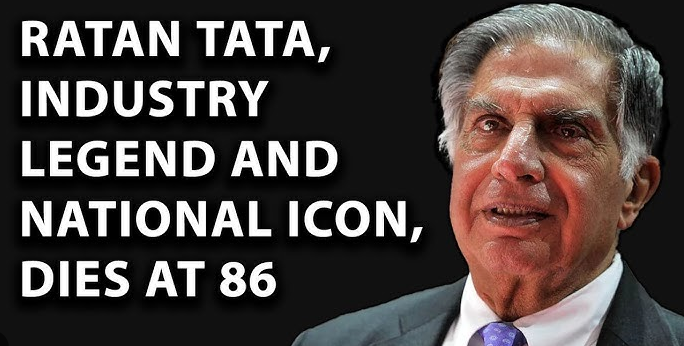 RATAN TATA,
INDUSTRY
LEGEND AND
NATIONAL ICON,
DIES AT 86